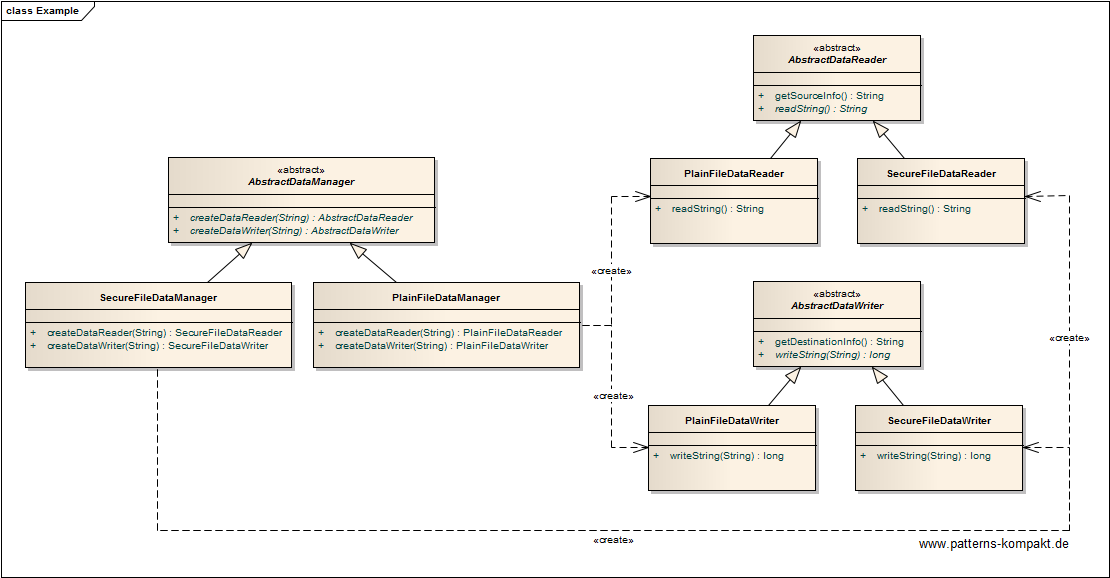 class Example
«abstract»
AbstractDataReader
+ getSourceInfo() : String
+ readString() : String
«abstract»
AbstractDataManager
+ createDataReader(String) : AbstractDataReader
+ createDataWriter(String) : AbstractDataWriter
PlainFileDataReader
+ readString() : String
SecureFileDataReader
+ readString() : String
«create»
SecureFileDataManager
+ createDataReader(String) : SecureFileDataReader
+ createDataWriter(String) : SecureFileDataWriter
PlainFileDataManager
+ createDataReader(String) : PlainFileDataReader
+ createDataWriter(String) : PlainFileDataWriter
«abstract»
AbstractDataWriter
+ getDestinationInfo() : String
+ writeString(String) : long
«create»
«create»
PlainFileDataWriter
+ writeString(String) : long
SecureFileDataWriter
+ writeString(String) : long
«create»
www.patterns-kompakt.de